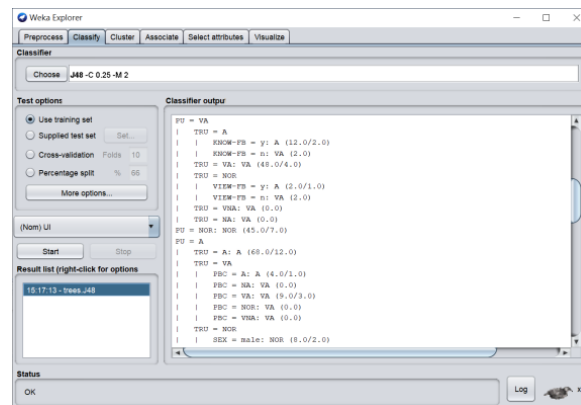 Weka Explorer
Preprocess Classify Cluster Associate Select attributes Visualize
Classifier
Choose J48 -C 0.25 -M 2
Test options
Use training set
Supplied test set Set...
Cross-validation Folds 10
Percentage split % 66
More options...
(Nom) UI
Start Stop
Result list (right-click for options
15:17:13 - trees.J48
Classifier output
PU = VA
| TRU = A
| | KNOW-FB = y: A (12.0/2.0)
| | KNOW-FB = n: VA (2.0)
| TRU = VA: VA (48.0/4.0)
| TRU = NOR
| | VIEW-FB = y: A (2.0/1.0)
| | VIEW-FB = n: VA (2.0)
| TRU = VNA: VA (0.0)
| TRU = NA: VA (0.0)
PU = NOR: NOR (45.0/7.0)
PU = A
| TRU = A: A (68.0/12.0)
| TRU = VA
| | PBC = A: A (4.0/1.0)
| | PBC = NA: VA (0.0)
| | PBC = VA: VA (9.0/3.0)
| | PBC = NOR: VA (0.0)
| | PBC = VNA: VA (0.0)
| TRU = NOR
| | SEX = male: NOR (8.0/2.0)
Status
OK
Log
x